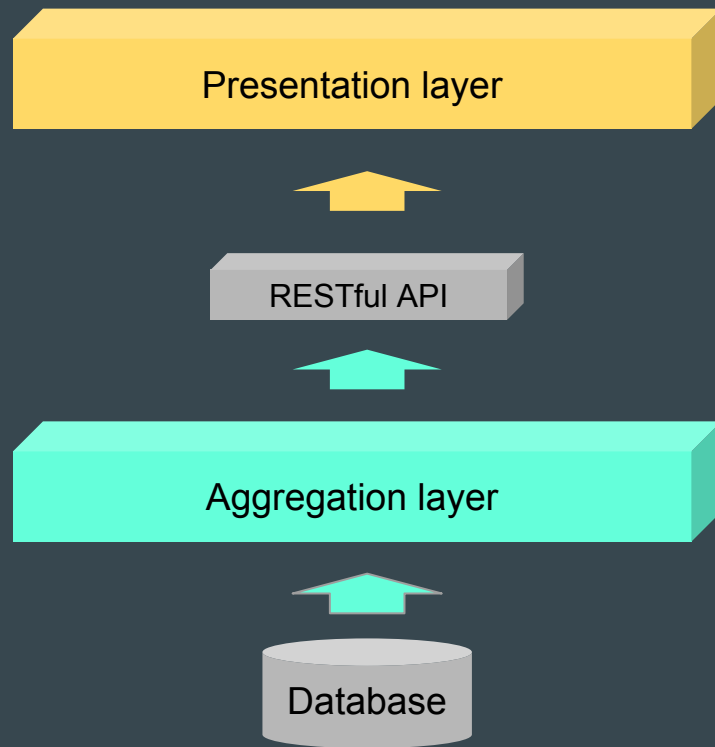 Presentation layer
RESTful API
Aggregation layer
Database